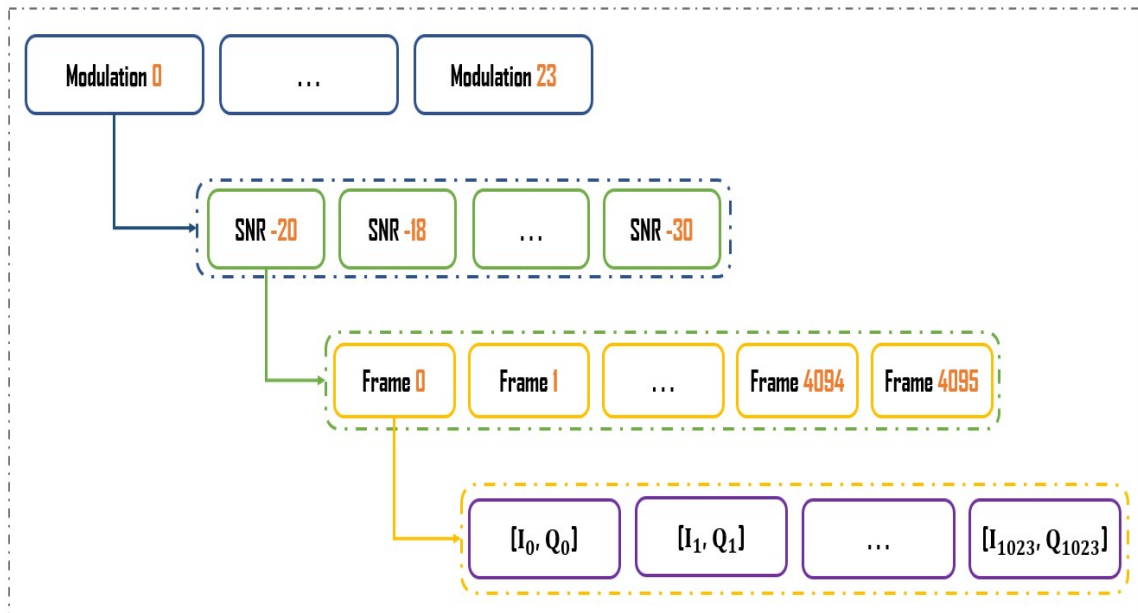 Modulation 0 ... Modulation 23
SNR -20 SNR -18 ... SNR -30
Frame 0 Frame 1 ... Frame 4094 Frame 4095
[I₀, Q₀] [I₁, Q₁] ... [I₁₀₂₃, Q₁₀₂₃]